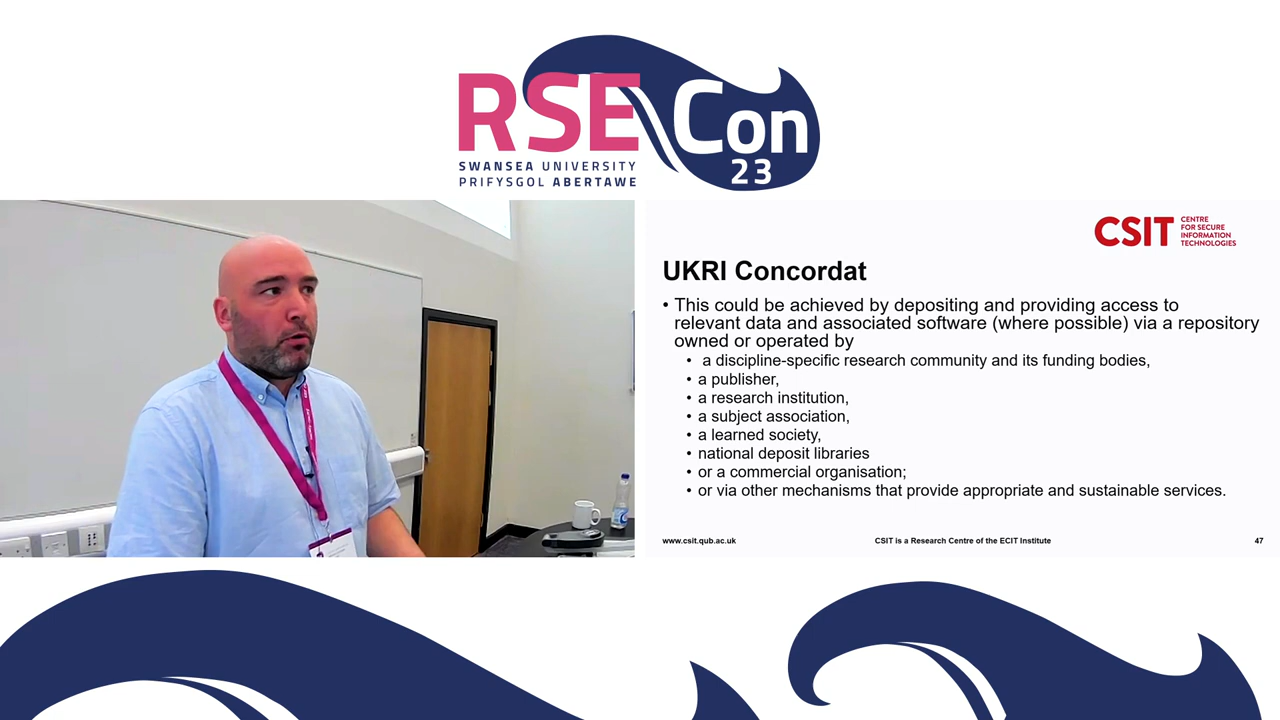 RSE Con
23
SWANSEA UNIVERSITY
PRIFYSGOL ABERTAWE
CSIT
CENTRE
FOR SECURE
INFORMATION
TECHNOLOGIES
UKRI Concordat
• This could be achieved by depositing and providing access to
relevant data and associated software (where possible) via a repository
owned or operated by
• a discipline-specific research community and its funding bodies,
• a publisher,
• a research institution,
• a subject association,
• a learned society,
• national deposit libraries
• or a commercial organisation;
• or via other mechanisms that provide appropriate and sustainable services.
www.csit.qub.ac.uk
CSIT is a Research Centre of the ECIT Institute
47